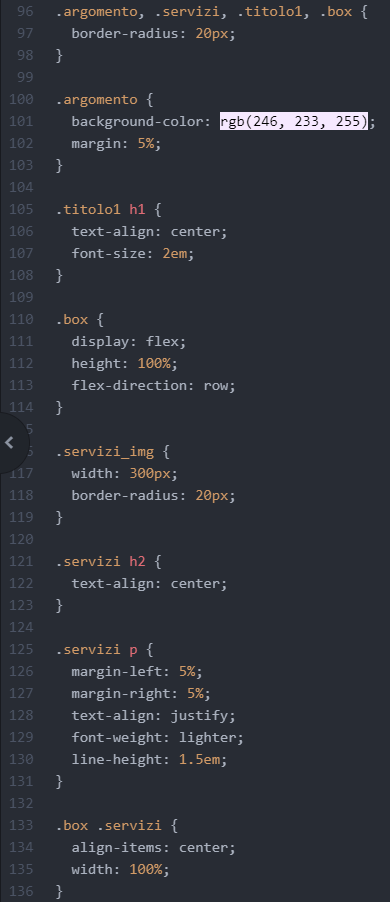 96 .argomento, .servizi, .titolo1, .box {
97 border-radius: 20px;
98 }
99
100 .argomento {
101 background-color: rgb(246, 233, 255);
102 margin: 5%;
103 }
104
105 .titolo1 h1 {
106 text-align: center;
107 font-size: 2em;
108 }
109
110 .box {
111 display: flex;
112 height: 100%;
113 flex-direction: row;
114 }
5
6 .servizi_img {
117 width: 300px;
118 border-radius: 20px;
119 }
120
121 .servizi h2 {
122 text-align: center;
123 }
124
125 .servizi p {
126 margin-left: 5%;
127 margin-right: 5%;
128 text-align: justify;
129 font-weight: lighter;
130 line-height: 1.5em;
131 }
132
133 .box .servizi {
134 align-items: center;
135 width: 100%;
136 }